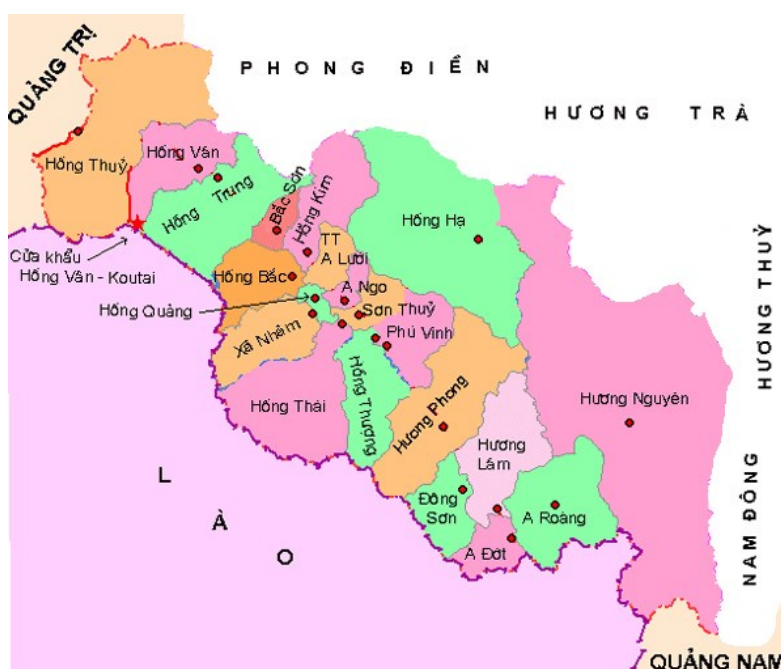 QUẢNG TRỊ
PHONG ĐIỀN
HƯƠNG TRÀ
Hồng Vân
Hồng Thuỷ
Hồng Trung
Bắc Sơn
Hồng Kim
Hồng Hạ
TT
A Lưới
Cửa khẩu
Hồng Vân - Koutai
Hồng Bắc
A Ngo
Hồng Quảng
Sơn Thuỷ
Phú Vinh
Xã Nhâm
HƯƠNG THUỶ
Hồng Thái
Hồng Thượng
Hương Phong
Hương Nguyên
Hương
Lâm
LÀO
Đông
Sơn
A Roàng
A Đớt
NAM ĐÔNG
QUẢNG NAM